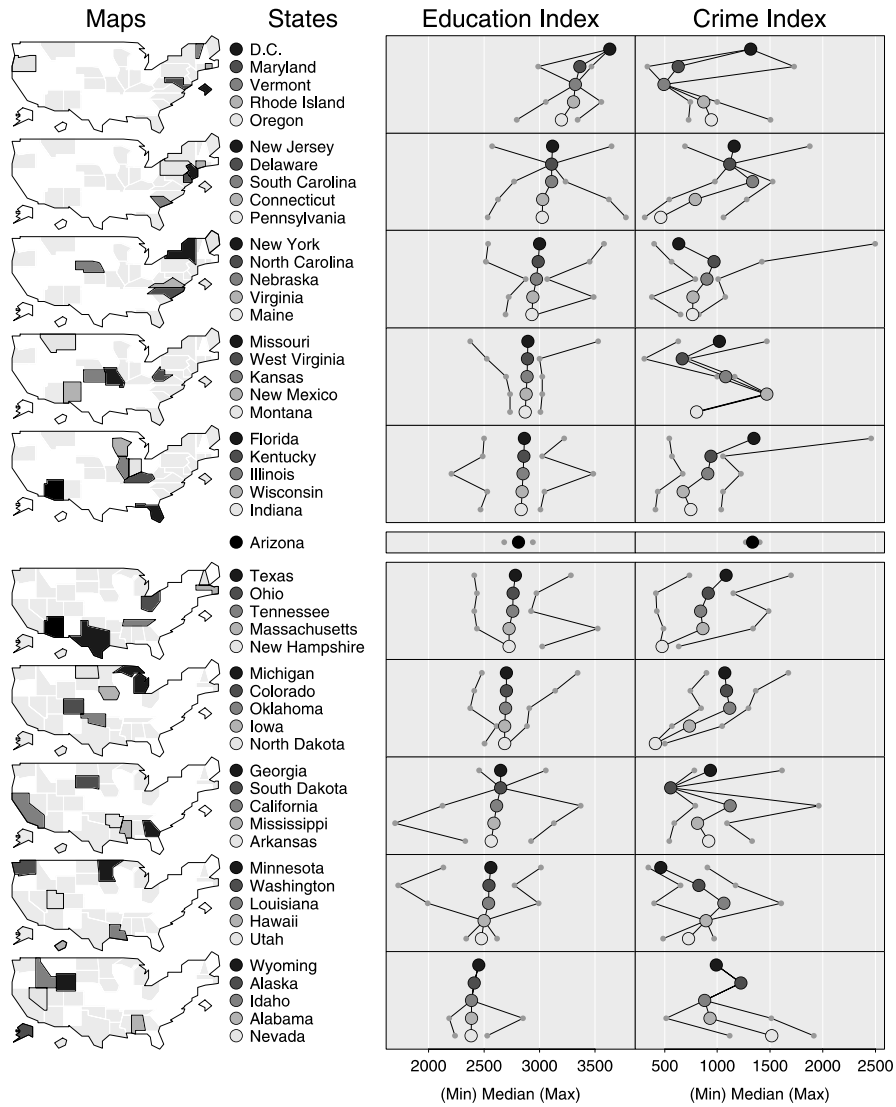 Maps States Education Index Crime Index
D.C.
Maryland
Vermont
Rhode Island
Oregon
New Jersey
Delaware
South Carolina
Connecticut
Pennsylvania
New York
North Carolina
Nebraska
Virginia
Maine
Missouri
West Virginia
Kansas
New Mexico
Montana
Florida
Kentucky
Illinois
Wisconsin
Indiana
Arizona
Texas
Ohio
Tennessee
Massachusetts
New Hampshire
Michigan
Colorado
Oklahoma
Iowa
North Dakota
Georgia
South Dakota
California
Mississippi
Arkansas
Minnesota
Washington
Louisiana
Hawaii
Utah
Wyoming
Alaska
Idaho
Alabama
Nevada
2000 2500 3000 3500 500 1000 1500 2000 2500
(Min) Median (Max) (Min) Median (Max)